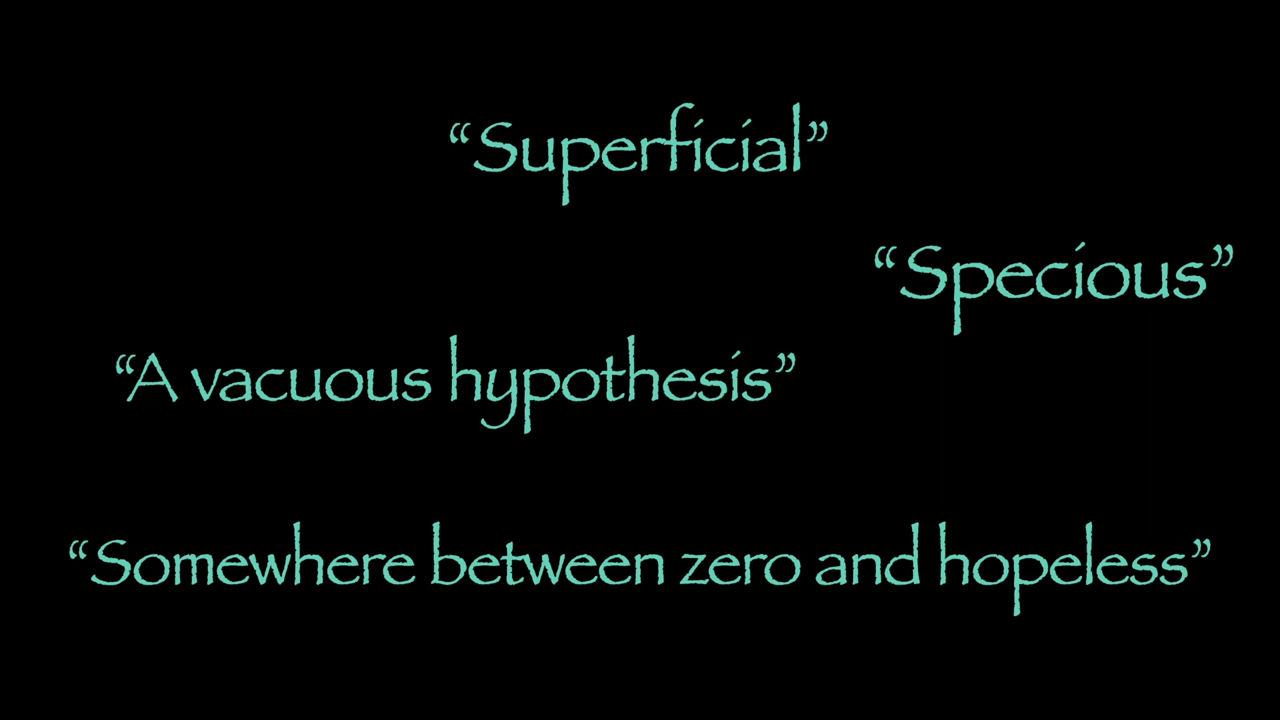 “Superficial”
“Specious”
“A vacuous hypothesis”
“Somewhere between zero and hopeless”